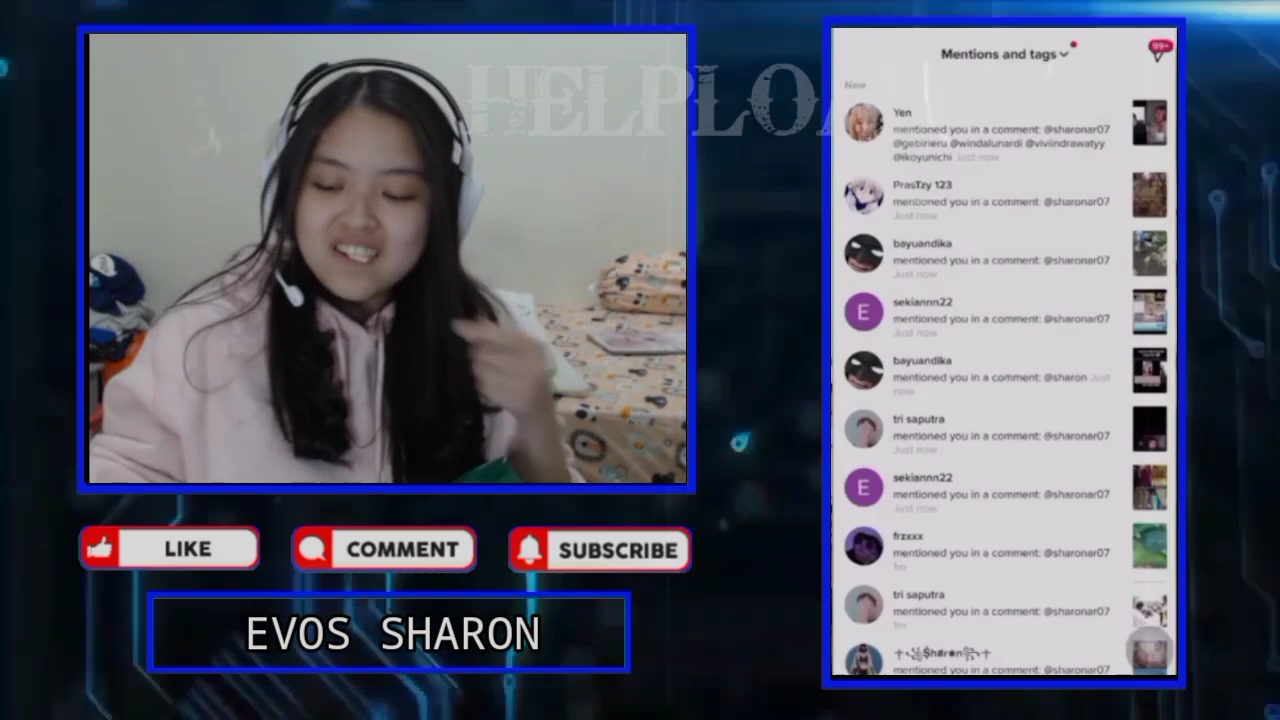 HELPLOA
LIKE
COMMENT
SUBSCRIBE
EVOS SHARON
Mentions and tags
99+
New
Yen
mentioned you in a comment: @sharonar07
@gebirieru @windalunardi @viviindrawatyy
@ikoyunichi Just now
PrasTzy 123
mentioned you in a comment: @sharonar07
Just now
bayuandika
mentioned you in a comment: @sharonar07
Just now
E
sekiannn22
mentioned you in a comment: @sharonar07
Just now
bayuandika
mentioned you in a comment: @sharon Just
now
tri saputra
mentioned you in a comment: @sharonar07
Just now
E
sekiannn22
mentioned you in a comment: @sharonar07
Just now
frzxxx
mentioned you in a comment: @sharonar07
1m
tri saputra
mentioned you in a comment: @sharonar07
1m
mentioned you in a comment: @sharonar07